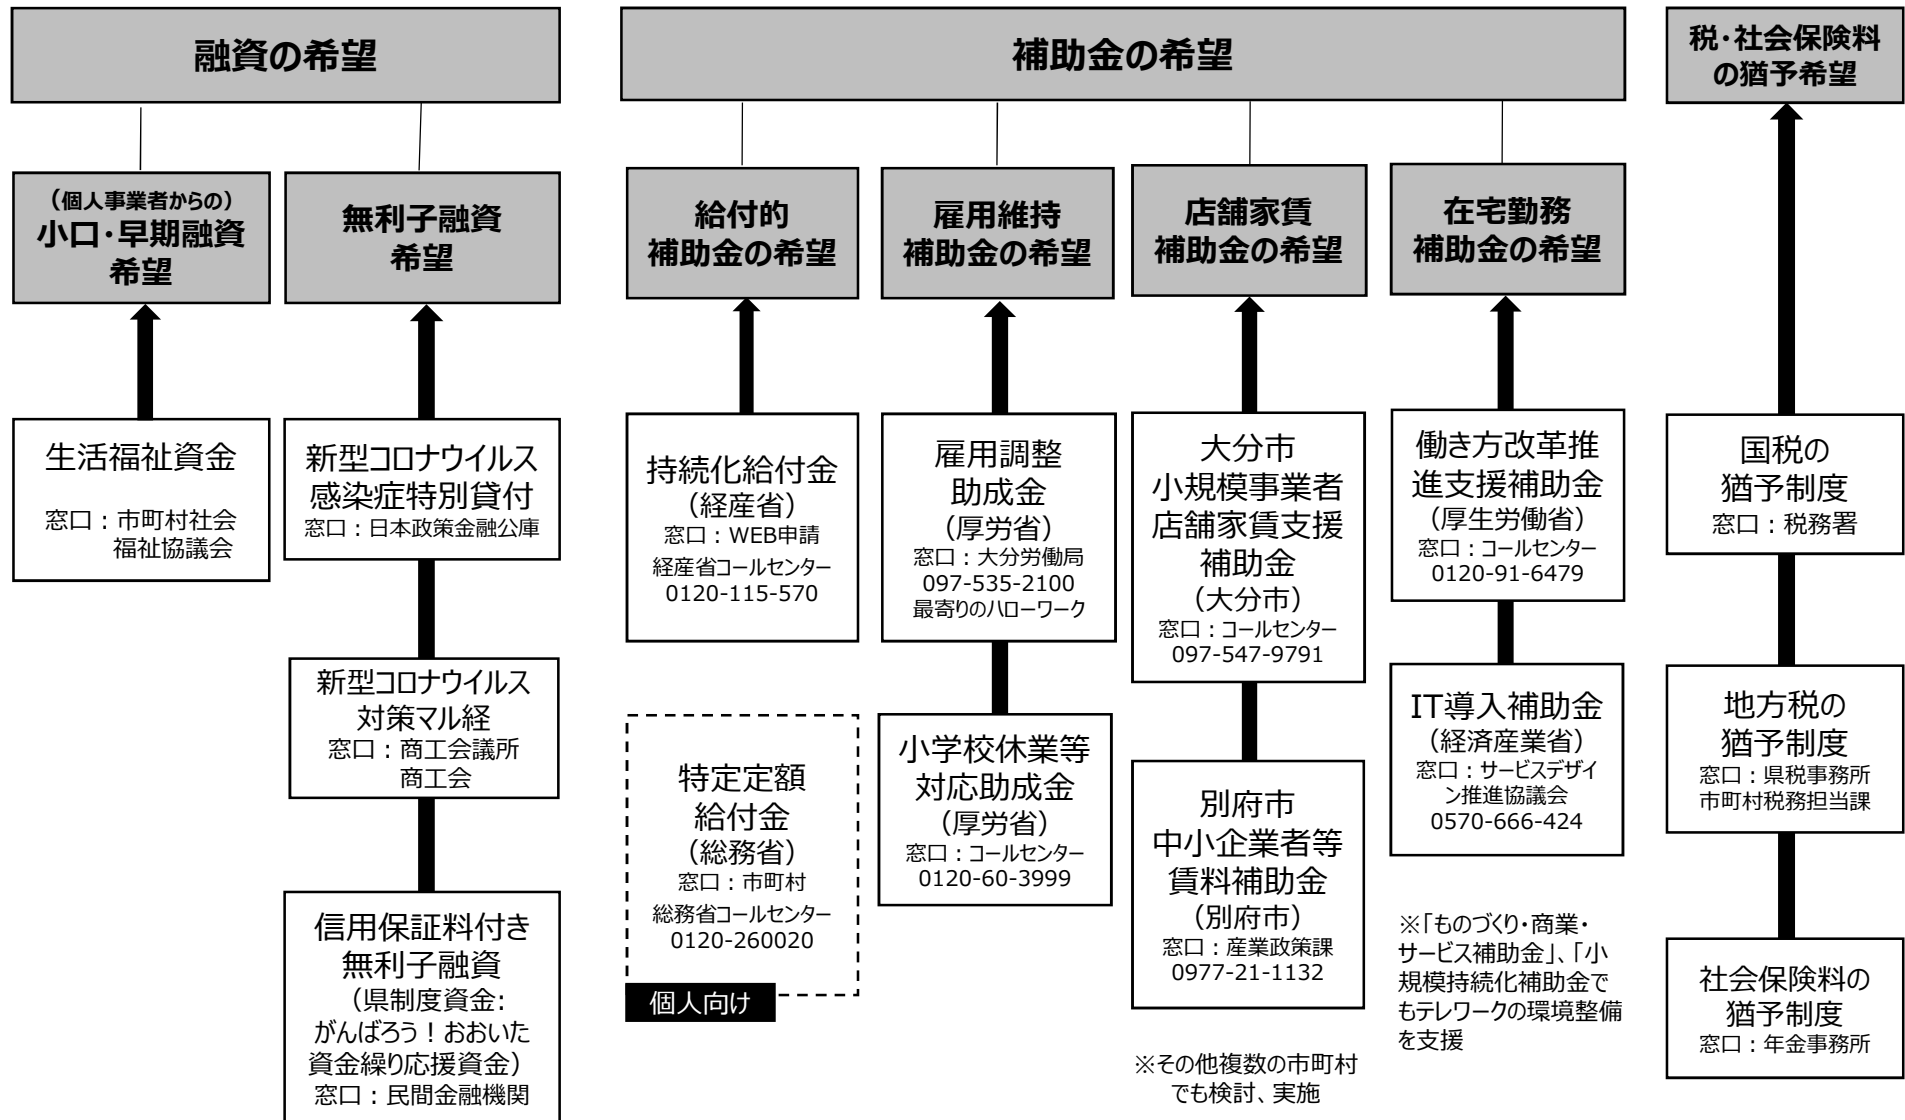 融資の希望
(個人事業者からの)
小口・早期融資
希望
生活福祉資金
窓口：市町村社会
福祉協議会
無利子融資
希望
新型コロナウイルス
感染症特別貸付
窓口：日本政策金融公庫
新型コロナウイルス
対策マル経
窓口：商工会議所
商工会
信用保証料付き
無利子融資
（県制度資金:
がんばろう！おおいた
資金繰り応援資金）
窓口：民間金融機関
補助金の希望
給付的
補助金の希望
持続化給付金
（経産省）
窓口：WEB申請
経産省コールセンター
0120-115-570
特定定額
給付金
（総務省）
窓口：市町村
総務省コールセンター
0120-260020
個人向け
雇用維持
補助金の希望
雇用調整
助成金
（厚労省）
窓口：大分労働局
097-535-2100
最寄りのハローワーク
小学校休業等
対応助成金
（厚労省）
窓口：コールセンター
0120-60-3999
店舗家賃
補助金の希望
大分市
小規模事業者
店舗家賃支援
補助金
（大分市）
窓口：コールセンター
097-547-9791
別府市
中小企業者等
賃料補助金
（別府市）
窓口：産業政策課
0977-21-1132
※その他複数の市町村
でも検討、実施
在宅勤務
補助金の希望
働き方改革推
進支援補助金
（厚生労働省）
窓口：コールセンター
0120-91-6479
IT導入補助金
（経済産業省）
窓口：サービスデザイ
ン推進協議会
0570-666-424
※「ものづくり・商業・
サービス補助金」、「小
規模持続化補助金で
もテレワークの環境整備
を支援
税・社会保険料
の猶予希望
国税の
猶予制度
窓口：税務署
地方税の
猶予制度
窓口：県税事務所
市町村税務担当課
社会保険料の
猶予制度
窓口：年金事務所